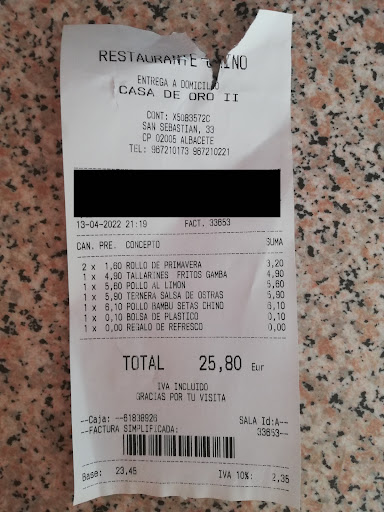 RESTAURANTE CHINO
ENTREGA A DOMICILIO
CASA DE ORO II
CONT: X5083572C
SAN SEBASTIAN, 33
CP 02005 ALBACETE
TEL: 967210173 967210221
13-04-2022 21:19 FACT. 33653
CAN. PRE. CONCEPTO SUMA
2 x 1,60 ROLLO DE PRIMAVERA 3,20
1 x 4,90 TALLARINES FRITOS GAMBA 4,90
1 x 5,60 POLLO AL LIMON 5,60
1 x 5,90 TERNERA SALSA DE OSTRAS 5,90
1 x 6,10 POLLO BAMBU SETAS CHINO 6,10
1 x 0,10 BOLSA DE PLASTICO 0,10
1 x 0,00 REGALO DE REFRESCO 0,00
TOTAL 25,80 Eur
IVA INCLUIDO
GRACIAS POR TU VISITA
--Caja: --61838926 SALA Id:A--
--FACTURA SIMPLIFICADA: 33653--
Base: 23,45 IVA 10%: 2,35